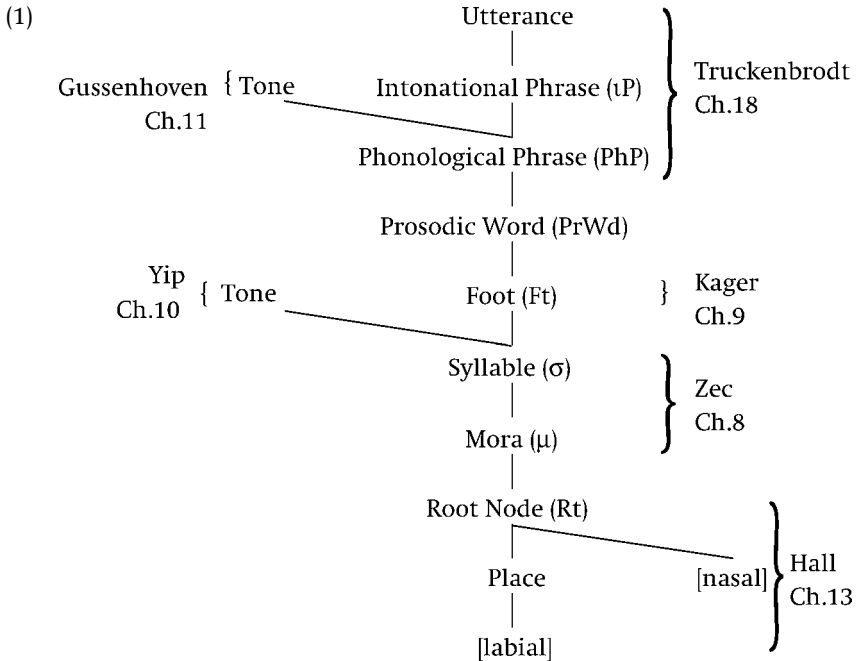 (1)
Utterance
Gussenhoven { Tone
Ch.11
Intonational Phrase (ιP)
Truckenbrodt
Ch.18
Phonological Phrase (PhP)
Prosodic Word (PrWd)
Yip
Ch.10
{ Tone
Foot (Ft)
} Kager
Ch.9
Syllable (σ)
Zec
Ch.8
Mora (μ)
Root Node (Rt)
Place
[nasal]
Hall
Ch.13
[labial]